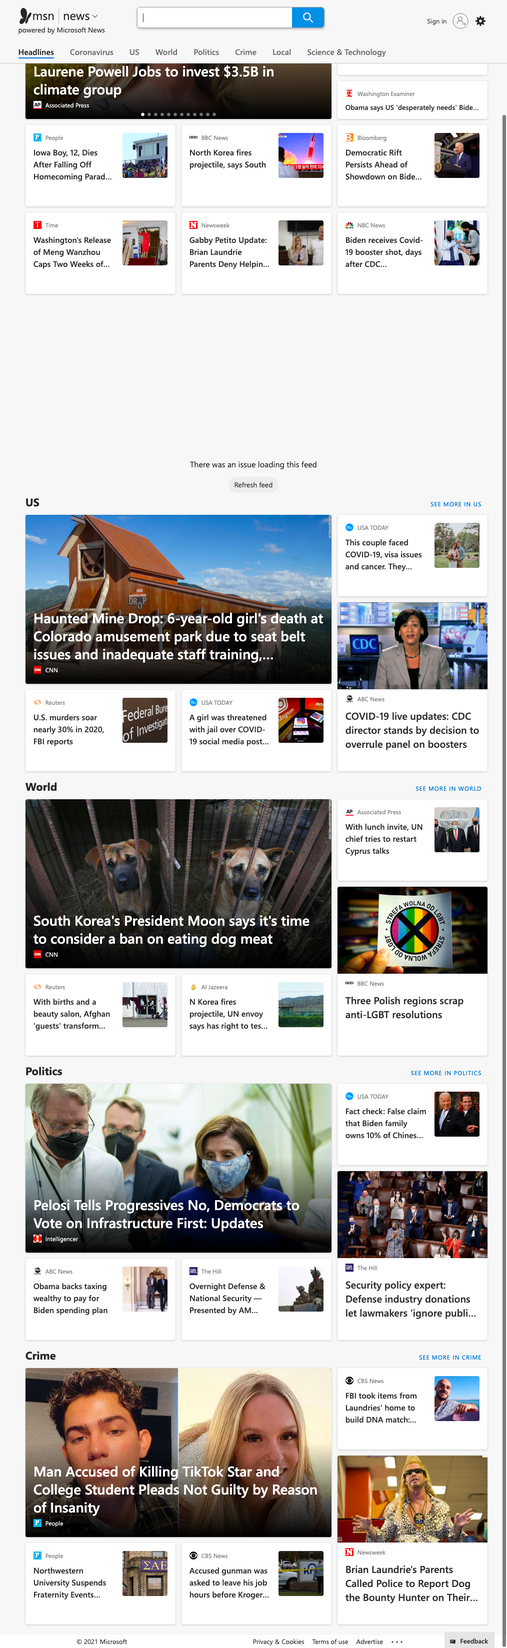 msn | news
powered by Microsoft News
Sign in
Headlines Coronavirus US World Politics Crime Local Science & Technology
Laurene Powell Jobs to invest $3.5B in
climate group
Associated Press
Washington Examiner
Obama says US 'desperately needs' Bide...
People
Iowa Boy, 12, Dies
After Falling Off
Homecoming Parad...
BBC News
North Korea fires
projectile, says South
Bloomberg
Democratic Rift
Persists Ahead of
Showdown on Bide...
Time
Washington's Release
of Meng Wanzhou
Caps Two Weeks of...
Newsweek
Gabby Petito Update:
Brian Laundrie
Parents Deny Helpin...
NBC News
Biden receives Covid-
19 booster shot, days
after CDC...
There was an issue loading this feed
Refresh feed
US
SEE MORE IN US
Haunted Mine Drop: 6-year-old girl's death at
Colorado amusement park due to seat belt
issues and inadequate staff training,...
CNN
USA TODAY
This couple faced
COVID-19, visa issues
and cancer. They...
CDC
ABC News
COVID-19 live updates: CDC
director stands by decision to
overrule panel on boosters
Reuters
U.S. murders soar
nearly 30% in 2020,
FBI reports
Federal Bure
of Investigat
USA TODAY
A girl was threatened
with jail over COVID-
19 social media post...
World
SEE MORE IN WORLD
South Korea's President Moon says it's time
to consider a ban on eating dog meat
CNN
Associated Press
With lunch invite, UN
chief tries to restart
Cyprus talks
STREFA WOLNA OD LGBT
STREFA WOLNA OD LGBT
BBC News
Three Polish regions scrap
anti-LGBT resolutions
Reuters
With births and a
beauty salon, Afghan
'guests' transform...
Al Jazeera
N Korea fires
projectile, UN envoy
says has right to tes...
Politics
SEE MORE IN POLITICS
Pelosi Tells Progressives No, Democrats to
Vote on Infrastructure First: Updates
Intelligencer
USA TODAY
Fact check: False claim
that Biden family
owns 10% of Chines...
The Hill
Security policy expert:
Defense industry donations
let lawmakers 'ignore publi...
ABC News
Obama backs taxing
wealthy to pay for
Biden spending plan
The Hill
Overnight Defense &
National Security —
Presented by AM...
Crime
SEE MORE IN CRIME
Man Accused of Killing TikTok Star and
College Student Pleads Not Guilty by Reason
of Insanity
People
CBS News
FBI took items from
Laundries' home to
build DNA match:...
Newsweek
Brian Laundrie's Parents
Called Police to Report Dog
the Bounty Hunter on Their...
People
Northwestern
University Suspends
Fraternity Events...
ΣΑΕ
CBS News
Accused gunman was
asked to leave his job
hours before Kroger...
© 2021 Microsoft
Privacy & Cookies Terms of use Advertise ...
Feedback